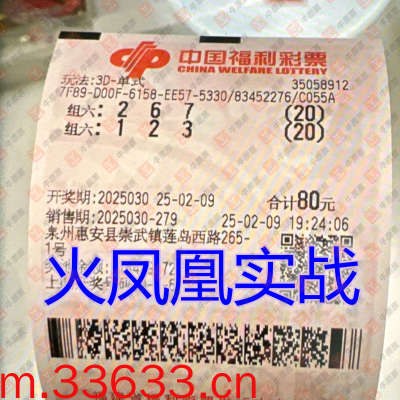 中国福利彩票
CHINA WELFARE LOTTERY
玩法:3D-单式
35058912
7F89-D00F-6158-EE57-5330/83452276/C055A
组六: 2 6 7 (20)
组六: 1 2 3 (20)
开奖期:2025030 25-02-09 合计80元
销售期:2025030-279 25-02-09 19:24:06
泉州惠安县崇武镇莲岛西路265-
1号
火凤凰实战
m.33633.cn